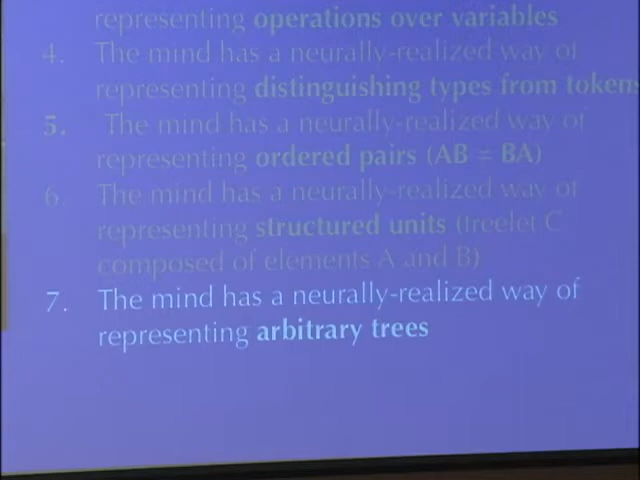 representing operations over variables
4. The mind has a neurally-realized way of
representing distinguishing types from tokens
5. The mind has a neurally-realized way of
representing ordered pairs (AB = BA)
6. The mind has a neurally-realized way of
representing structured units (treelet C
composed of elements A and B)
7. The mind has a neurally-realized way of
representing arbitrary trees